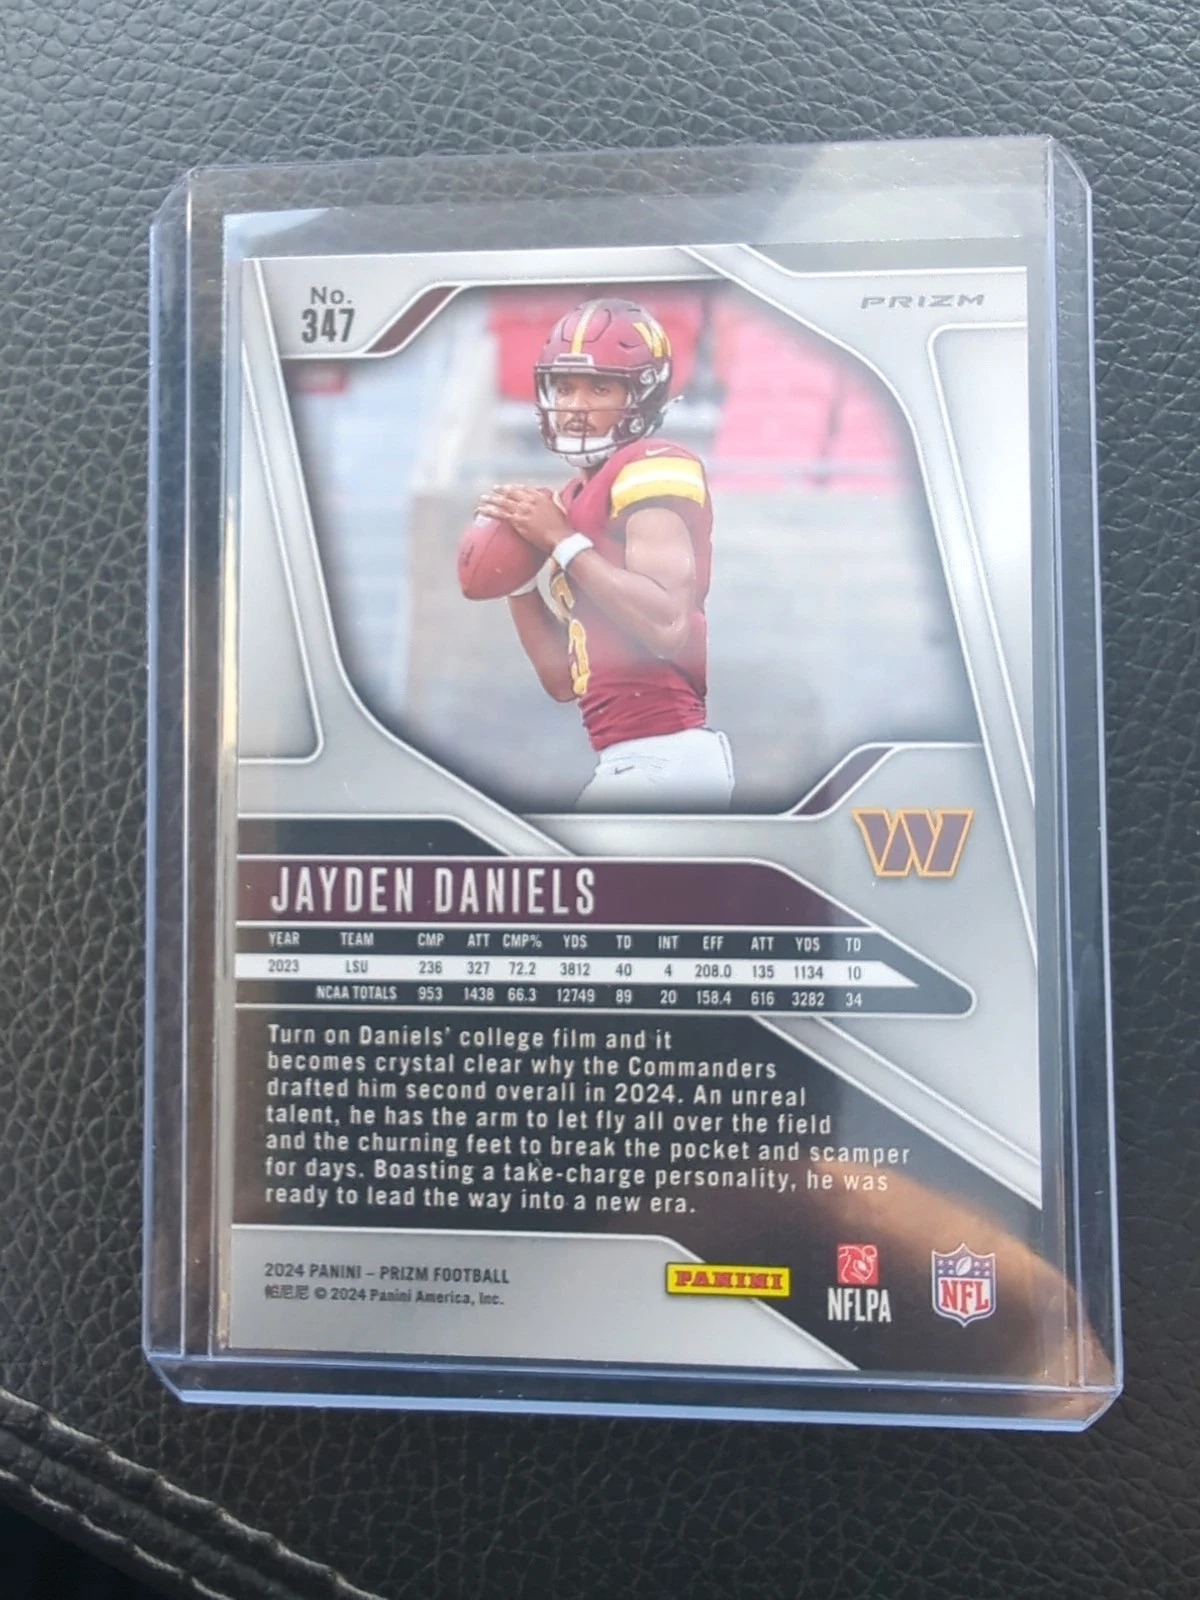 No.
347
PRIZM
W
JAYDEN DANIELS
YEAR TEAM CMP ATT CMP% YDS TD INT EFF ATT YDS TD
2023 LSU 236 327 72.2 3812 40 4 208.0 135 1134 10
NCAA TOTALS 953 1438 66.3 12749 89 20 158.4 616 3282 34
Turn on Daniels' college film and it
becomes crystal clear why the Commanders
drafted him second overall in 2024. An unreal
talent, he has the arm to let fly all over the field
and the churning feet to break the pocket and scamper
for days. Boasting a take-charge personality, he was
ready to lead the way into a new era.
2024 PANINI – PRIZM FOOTBALL
帕尼尼 © 2024 Panini America, Inc.
PANINI
NFLPA
NFL